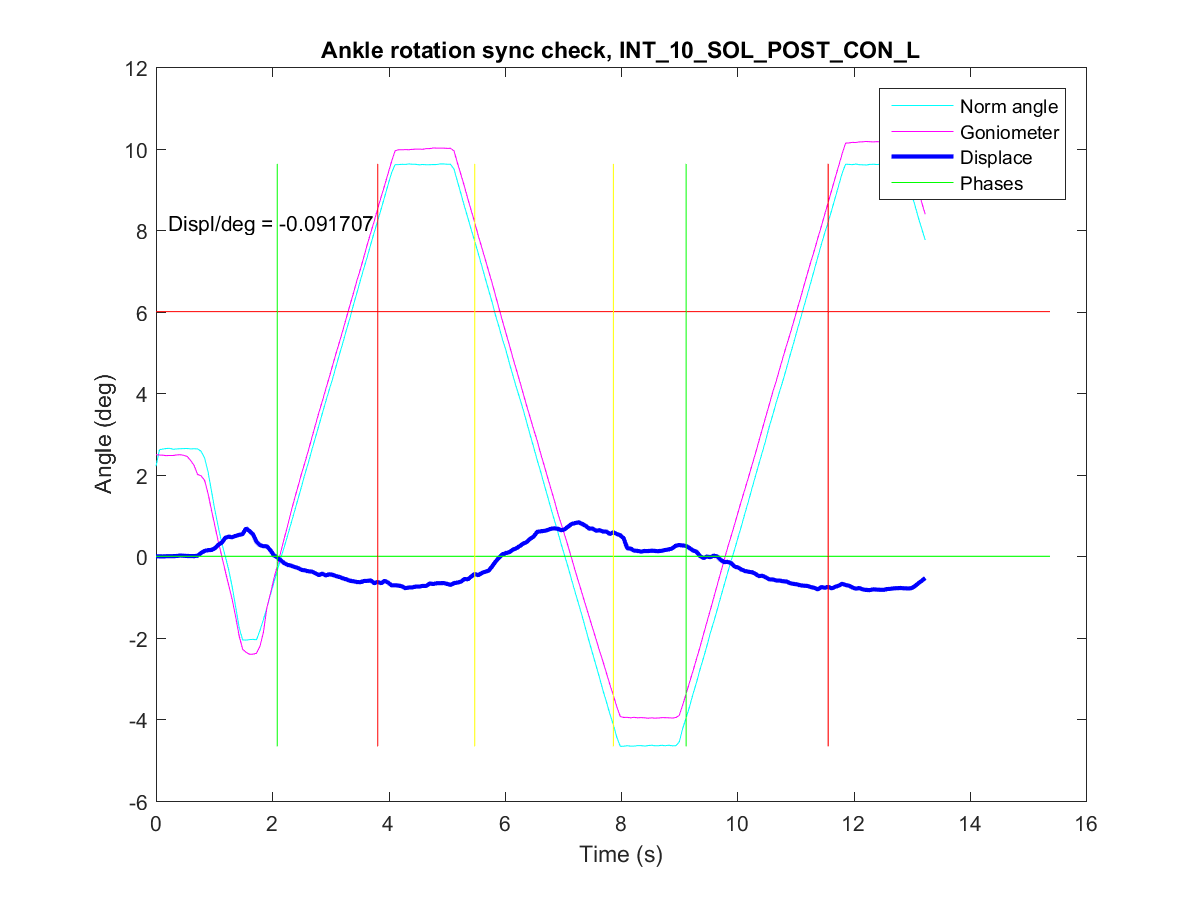 Ankle rotation sync check, INT_10_SOL_POST_CON_L
12
10
8
6
4
2
0
-2
-4
-6
Angle (deg)
Displ/deg = -0.091707
Norm angle
Goniometer
Displace
Phases
0 2 4 6 8 10 12 14 16
Time (s)